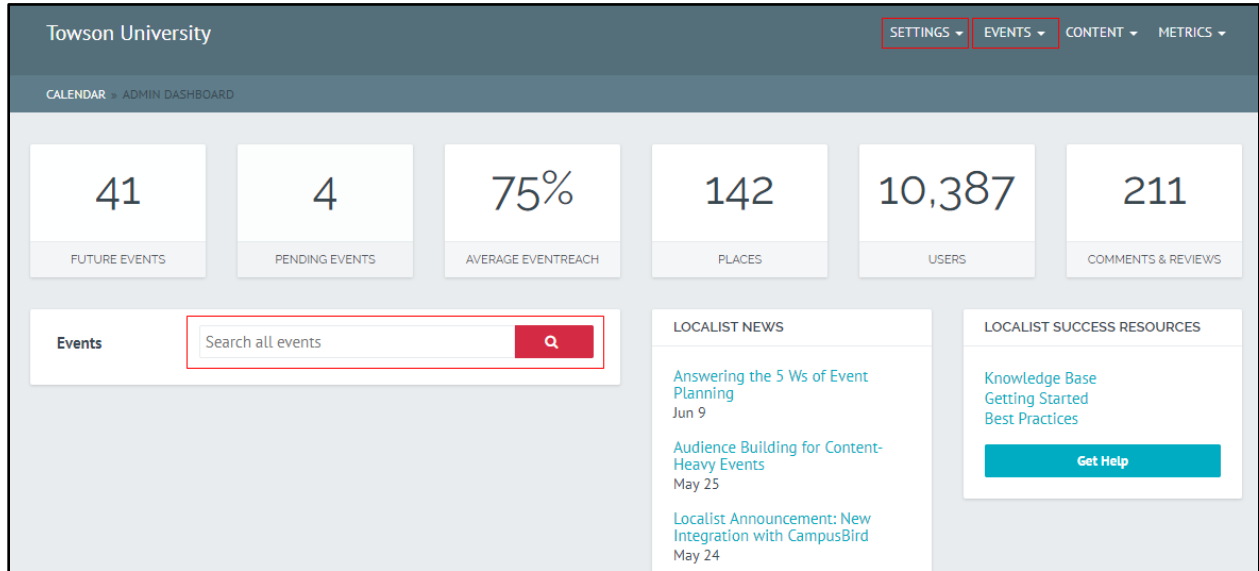 Towson University
SETTINGS EVENTS CONTENT METRICS
CALENDAR » ADMIN DASHBOARD
41
FUTURE EVENTS
4
PENDING EVENTS
75%
AVERAGE EVENTREACH
142
PLACES
10,387
USERS
211
COMMENTS & REVIEWS
Events
Search all events
LOCALIST NEWS
Answering the 5 Ws of Event
Planning
Jun 9
Audience Building for Content-
Heavy Events
May 25
Localist Announcement: New
Integration with CampusBird
May 24
LOCALIST SUCCESS RESOURCES
Knowledge Base
Getting Started
Best Practices
Get Help